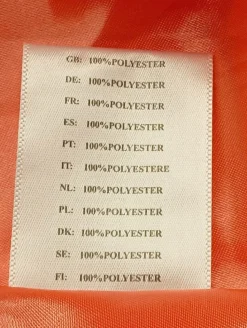 GB: 100%POLYESTER
DE: 100%POLYESTER
FR: 100%POLYESTER
ES: 100%POLYESTER
PT: 100%POLYESTER
IT: 100%POLYESTERE
NL: 100%POLYESTER
PL: 100%POLYESTER
DK: 100%POLYESTER
SE: 100%POLYESTER
FI: 100%POLYESTER